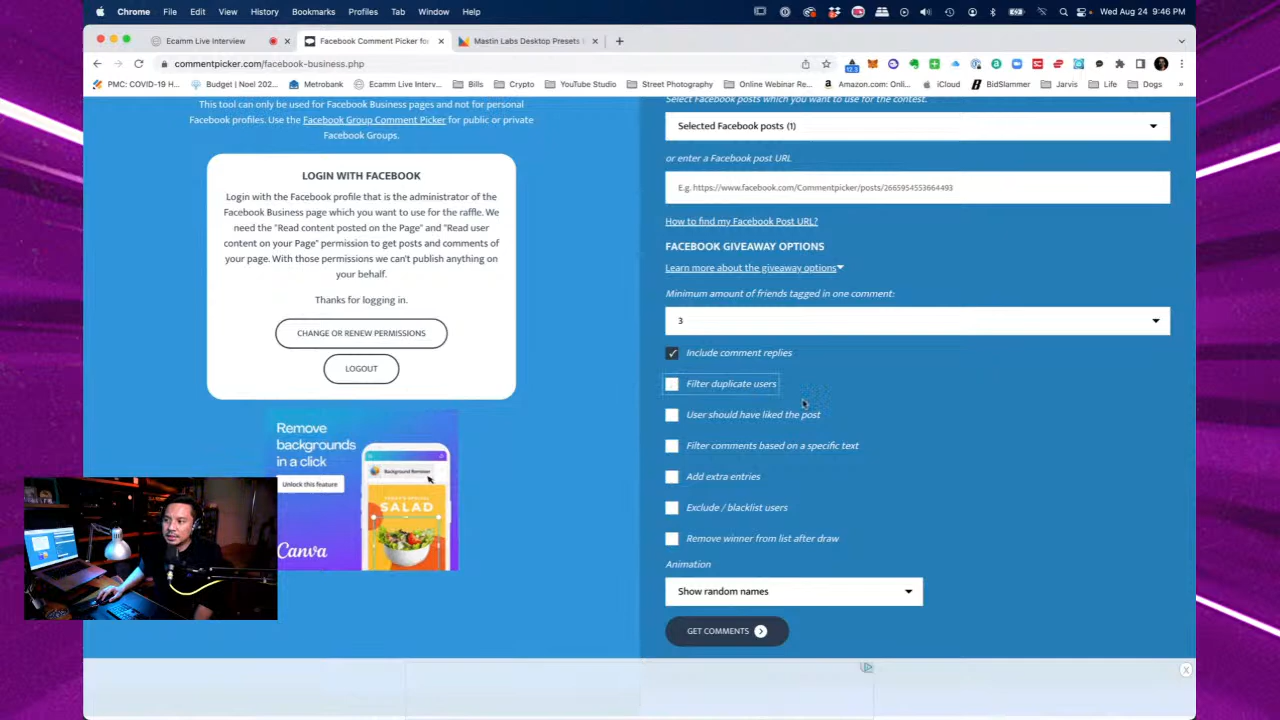 Chrome File Edit View History Bookmarks Profiles Tab Window Help
Wed Aug 24 9:46 PM
Ecamm Live Interview
Facebook Comment Picker for
Mastin Labs Desktop Presets
commentpicker.com/facebook-business.php
PMC: COVID-19 H...
Budget | Noel 202...
Metrobank
Ecamm Live Interv...
Bills
Crypto
YouTube Studio
Street Photography
Online Webinar Re...
Amazon.com: Onli...
iCloud
BidSlammer
Jarvis
Life
Dogs
»
This tool can only be used for Facebook Business pages and not for personal
Facebook profiles. Use the Facebook Group Comment Picker for public or private
Facebook Groups.
LOGIN WITH FACEBOOK
Login with the Facebook profile that is the administrator of the
Facebook Business page which you want to use for the raffle. We
need the "Read content posted on the Page" and "Read user
content on your Page" permission to get posts and comments of
your page. With those permissions we can't publish anything on
your behalf.
Thanks for logging in.
CHANGE OR RENEW PERMISSIONS
LOGOUT
Remove
backgrounds
in a click
Unlock this feature
Background Remover
SALAD
Canva
Select Facebook posts which you want to use for the contest.
Selected Facebook posts (1)
or enter a Facebook post URL
E.g. https://www.facebook.com/Commentpicker/posts/2665954553664493
How to find my Facebook Post URL?
FACEBOOK GIVEAWAY OPTIONS
Learn more about the giveaway options
Minimum amount of friends tagged in one comment:
3
Include comment replies
Filter duplicate users
User should have liked the post
Filter comments based on a specific text
Add extra entries
Exclude / blacklist users
Remove winner from list after draw
Animation
Show random names
GET COMMENTS
X